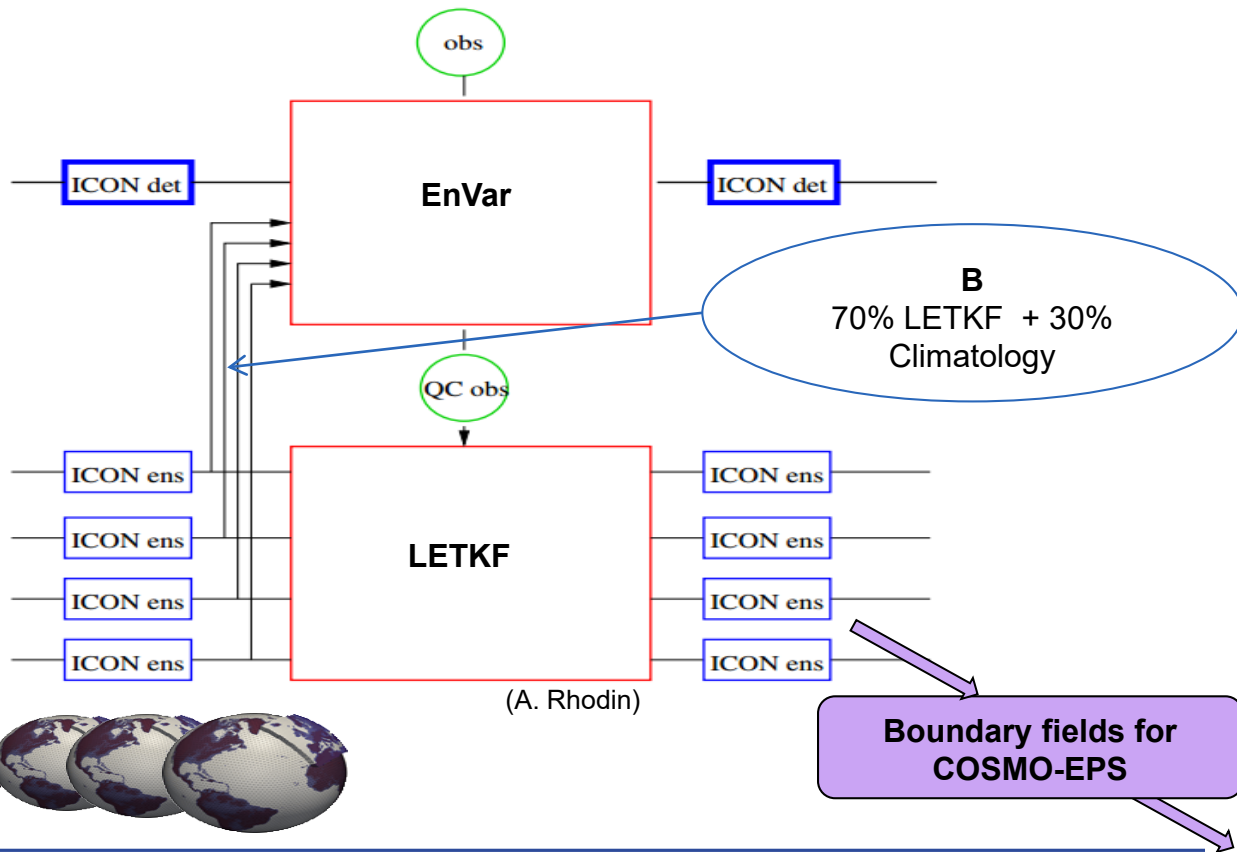 obs
ICON det
EnVar
ICON det
B
70% LETKF + 30%
Climatology
QC obs
ICON ens
ICON ens
ICON ens
ICON ens
LETKF
ICON ens
ICON ens
ICON ens
ICON ens
(A. Rhodin)
Boundary fields for
COSMO-EPS